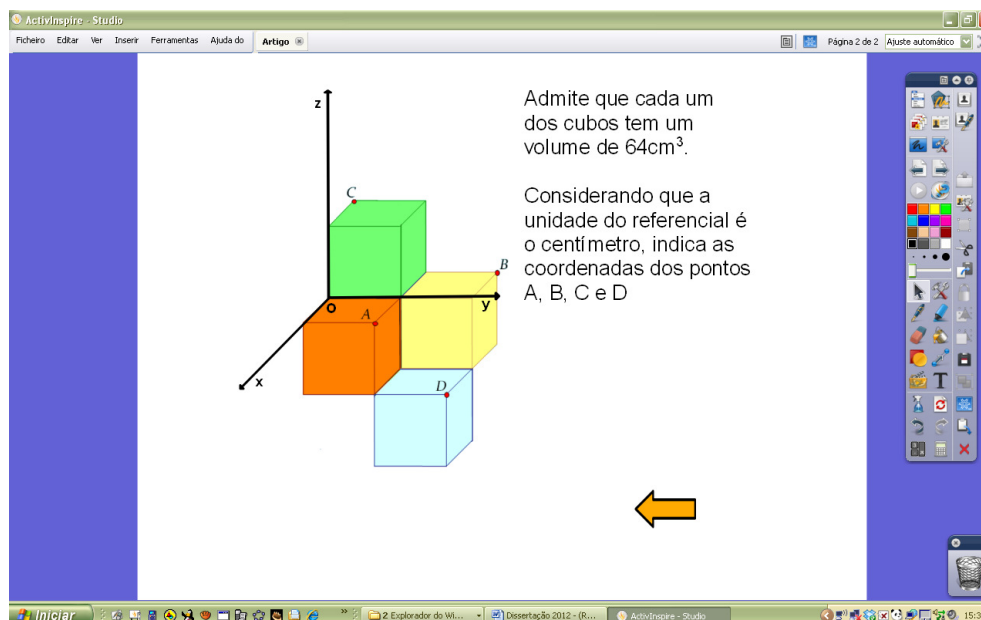 ActivInspire - Studio
Ficheiro Editar Ver Inserir Ferramentas Ajuda do Artigo Página 2 de 2 Ajuste automático
Admite que cada um
dos cubos tem um
volume de 64cm³.
Considerando que a
unidade do referencial é
o centímetro, indica as
coordenadas dos pontos
A, B, C e D
z
C
B
O
A
y
x
D
T
Iniciar » 2 Explorador do Wi... Dissertação 2012 - (R... ActivInspire - Studio